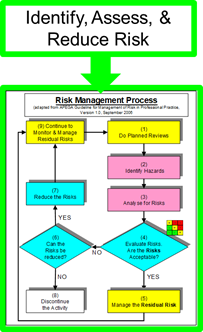 Identify, Assess, &
Reduce Risk
Risk Management Process
(adapted from APEGA: Guideline for Management of Risk in Professional Practice,
Version 1.0, September 2006
(9) Continue to
Monitor & Manage
Residual Risks
(1)
Do Planned Reviews
(2)
Identify Hazards
(3)
Analyse for Risks
(7)
Reduce the Risks
YES
(6)
Can the
Risks be
reduced?
NO
(4)
Evaluate Risks.
Are the Risks
Acceptable?
NO
YES
(8)
Discontinue
the Activity
(5)
Manage the Residual Risk